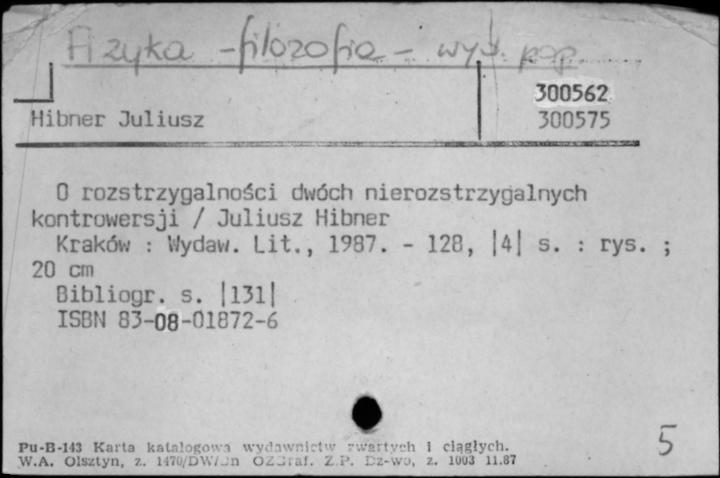 Fizyka - filozofia - wyd. pop.
300562
Hibner Juliusz 300575
O rozstrzygalności dwóch nierozstrzygalnych
kontrowersji / Juliusz Hibner
Kraków : Wydaw. Lit., 1987. - 128, |4| s. : rys. ;
20 cm
Bibliogr. s. |131|
ISBN 83-08-01872-6
5
Pu-B-143 Karta katalogowa wydawnictw zwartych i ciągłych.
W.A. Olsztyn, z. 1470/DW/Jn OZGraf. Z.P. Dz-wo, z. 1003 11.87